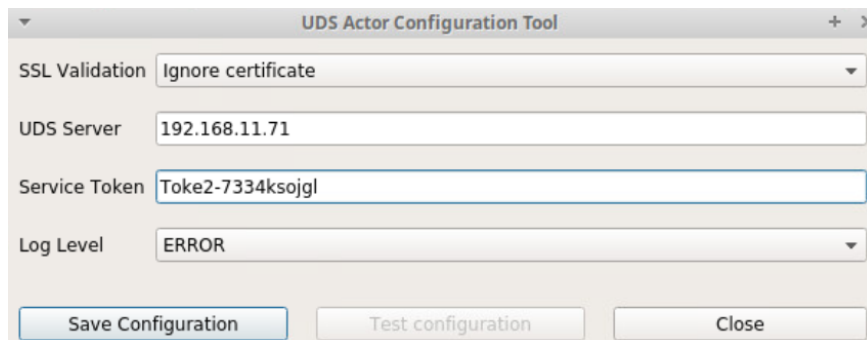 UDS Actor Configuration Tool
SSL Validation Ignore certificate
UDS Server 192.168.11.71
Service Token Toke2-7334ksojgl
Log Level ERROR
Save Configuration Test configuration Close